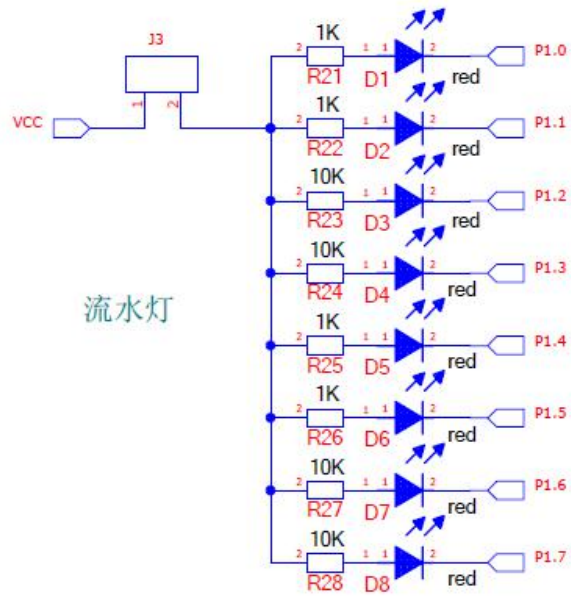 J3
1 2
VCC
1K
2 1 1 2 P1.0
R21 D1 red
1K
2 1 1 2 P1.1
R22 D2 red
10K
2 1 1 2 P1.2
R23 D3 red
10K
2 1 1 2 P1.3
R24 D4 red
流水灯
1K
2 1 1 2 P1.4
R25 D5 red
1K
2 1 1 2 P1.5
R26 D6 red
10K
2 1 1 2 P1.6
R27 D7 red
10K
2 1 1 2 P1.7
R28 D8 red